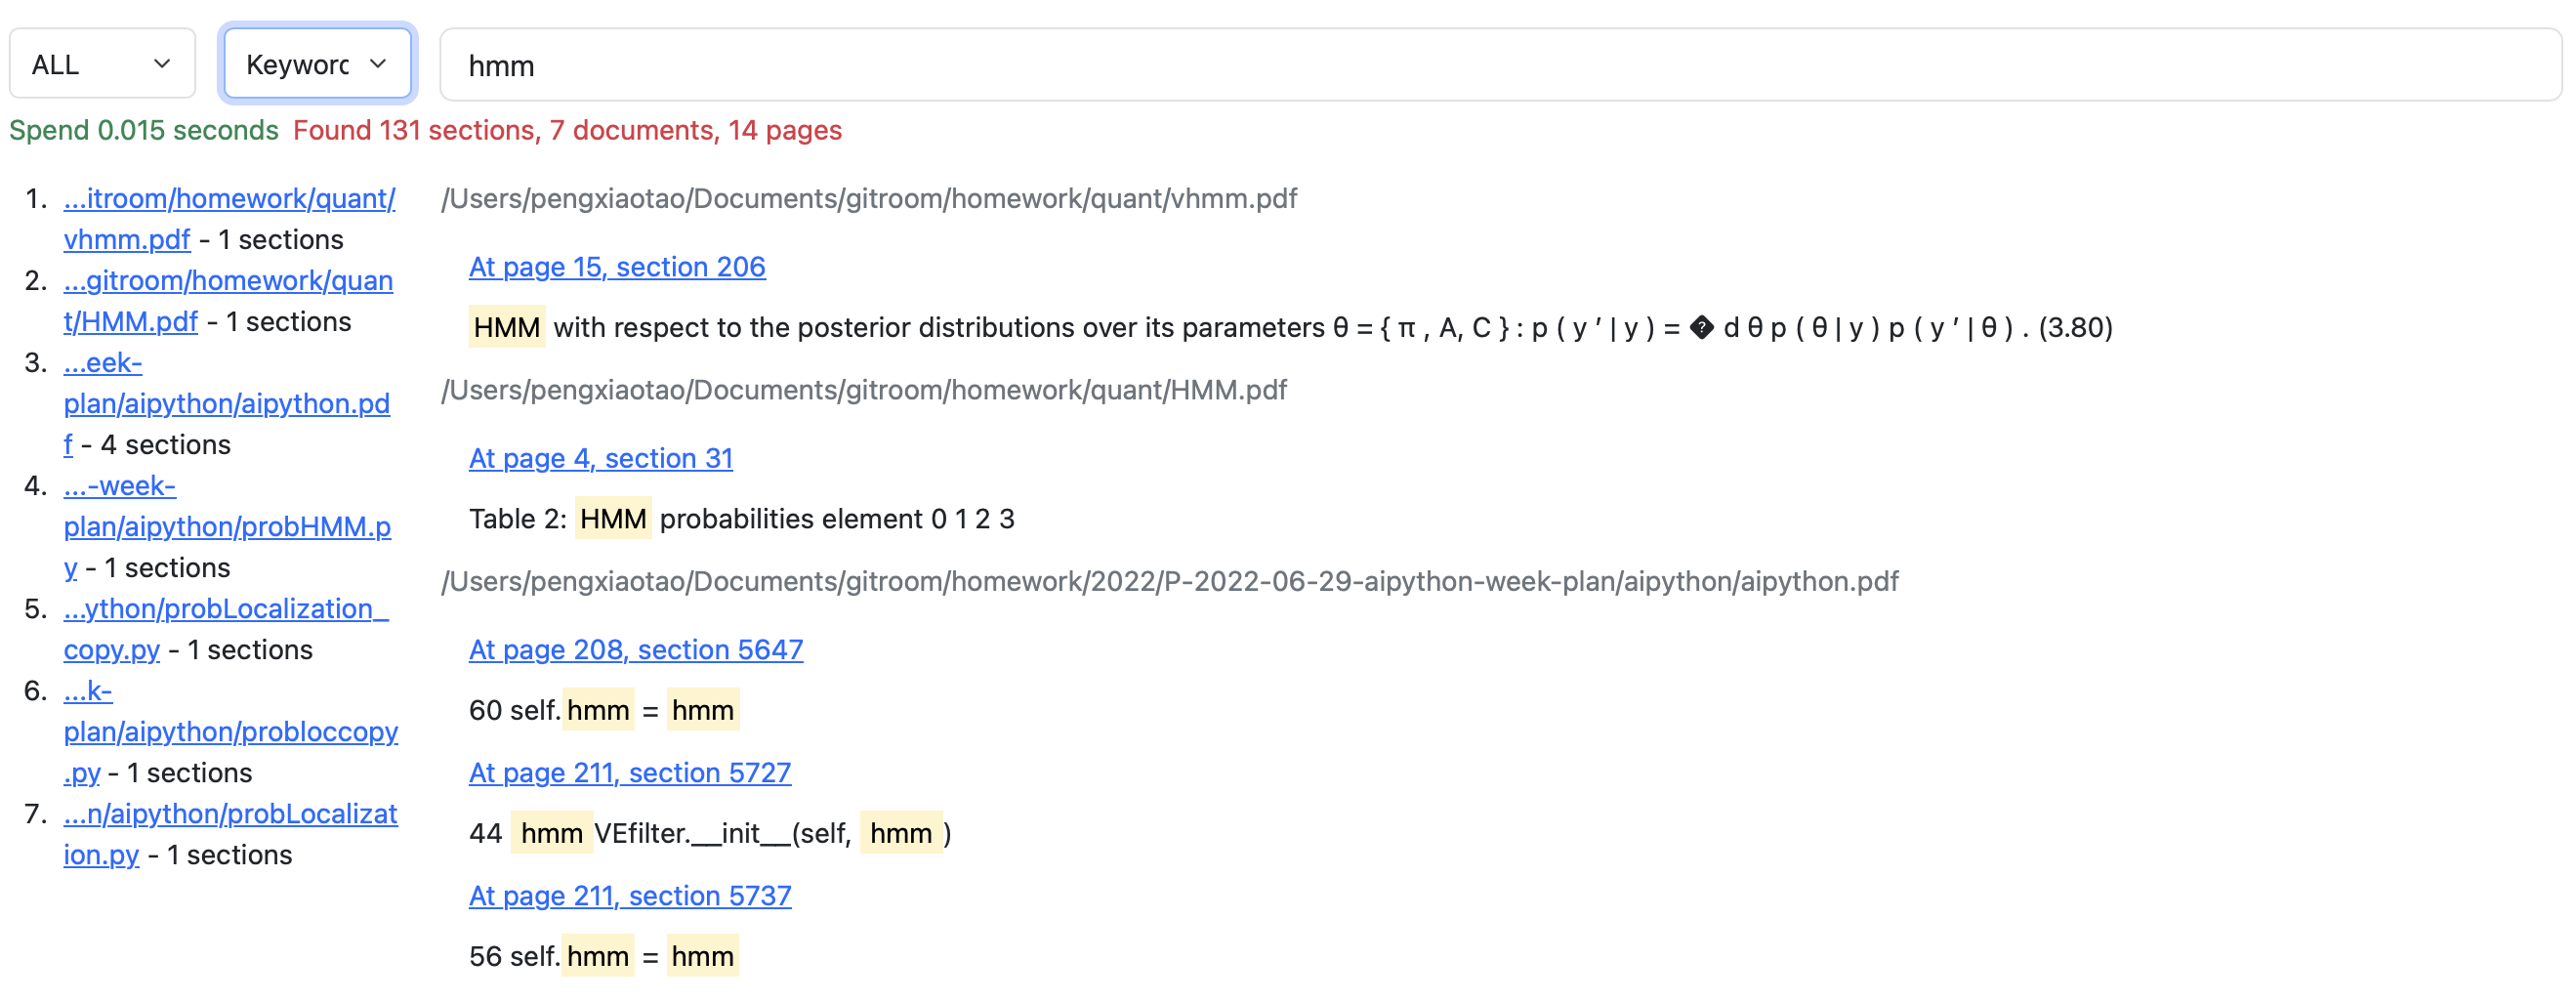 ALL
Keyword
hmm
Spend 0.015 seconds Found 131 sections, 7 documents, 14 pages
1. ...itroom/homework/quant/
vhmm.pdf - 1 sections
2. ...gitroom/homework/quan
t/HMM.pdf - 1 sections
3. ...eek-
plan/aipython/aipython.pd
f - 4 sections
4. ...-week-
plan/aipython/probHMM.p
y - 1 sections
5. ...ython/probLocalization_
copy.py - 1 sections
6. ...k-
plan/aipython/probloccopy
.py - 1 sections
7. ...n/aipython/probLocalizat
ion.py - 1 sections
/Users/pengxiaotao/Documents/gitroom/homework/quant/vhmm.pdf
At page 15, section 206
HMM with respect to the posterior distributions over its parameters θ = { π , A, C } : p ( y ′ | y ) = � d θ p ( θ | y ) p ( y ′ | θ ) . (3.80)
/Users/pengxiaotao/Documents/gitroom/homework/quant/HMM.pdf
At page 4, section 31
Table 2: HMM probabilities element 0 1 2 3
/Users/pengxiaotao/Documents/gitroom/homework/2022/P-2022-06-29-aipython-week-plan/aipython/aipython.pdf
At page 208, section 5647
60 self.hmm = hmm
At page 211, section 5727
44 hmm VEfilter.__init__(self, hmm )
At page 211, section 5737
56 self.hmm = hmm